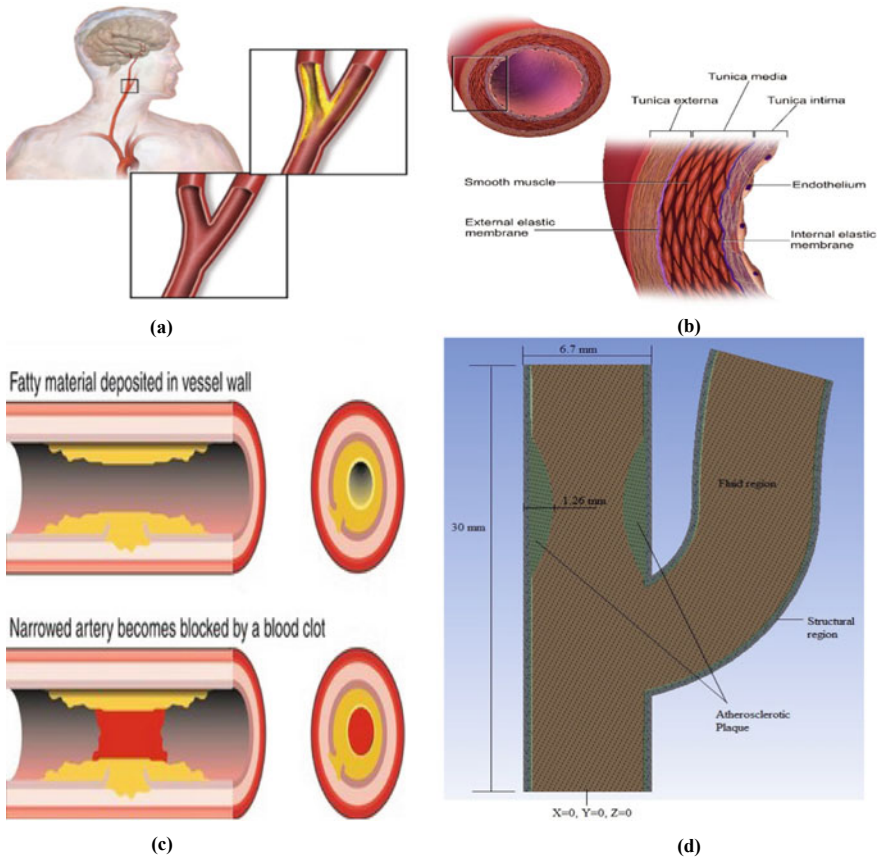 (a)
Tunica media
Tunica externa
Tunica intima
Smooth muscle
Endothelium
External elastic
membrane
Internal elastic
membrane
(b)
Fatty material deposited in vessel wall
Narrowed artery becomes blocked by a blood clot
(c)
6.7 mm
1.26 mm
Fluid region
30 mm
Structural
region
Atherosclerotic
Plaque
X=0, Y=0, Z=0
(d)